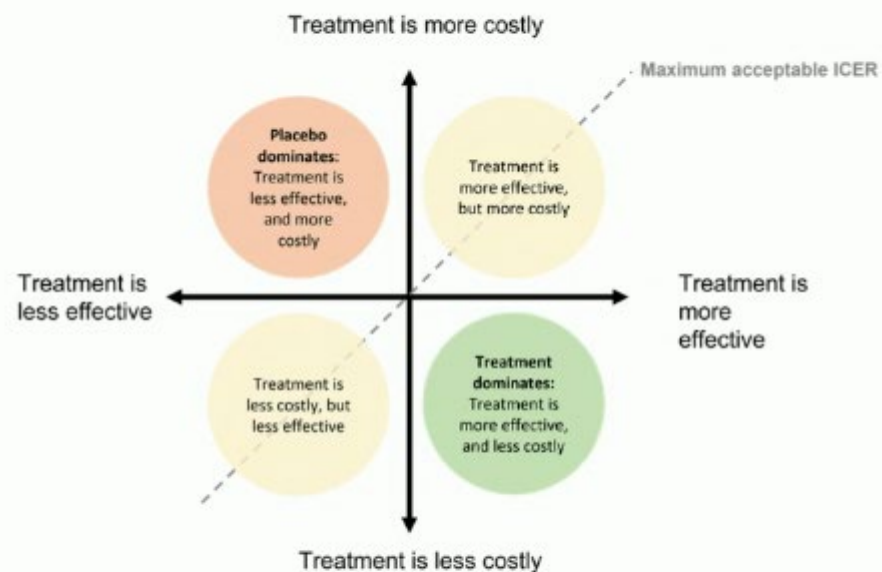 Treatment is more costly
Maximum acceptable ICER
Placebo
dominates:
Treatment is
less effective,
and more
costly
Treatment is
more effective,
but more costly
Treatment is
less effective
Treatment is
more
effective
Treatment is
less costly, but
less effective
Treatment
dominates:
Treatment is
more effective,
and less costly
Treatment is less costly